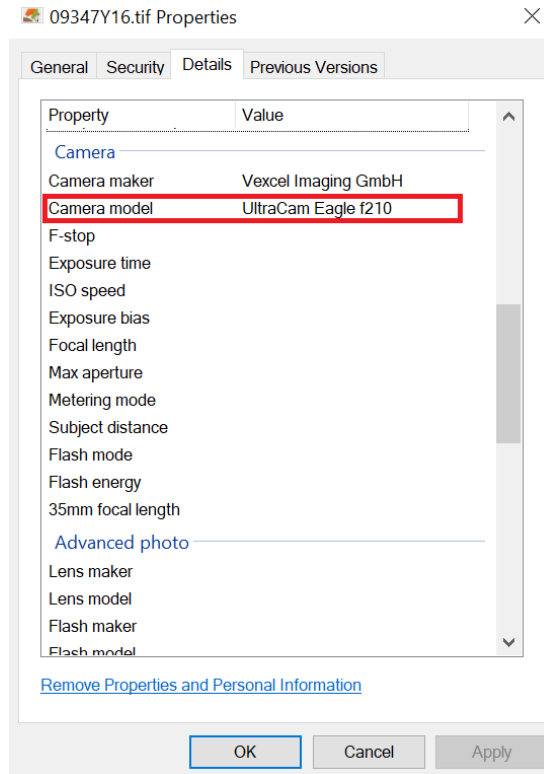 09347Y16.tif Properties
General Security Details Previous Versions
Property Value
Camera
Camera maker Vexcel Imaging GmbH
Camera model UltraCam Eagle f210
F-stop
Exposure time
ISO speed
Exposure bias
Focal length
Max aperture
Metering mode
Subject distance
Flash mode
Flash energy
35mm focal length
Advanced photo
Lens maker
Lens model
Flash maker
Flash model
Remove Properties and Personal Information
OK Cancel Apply